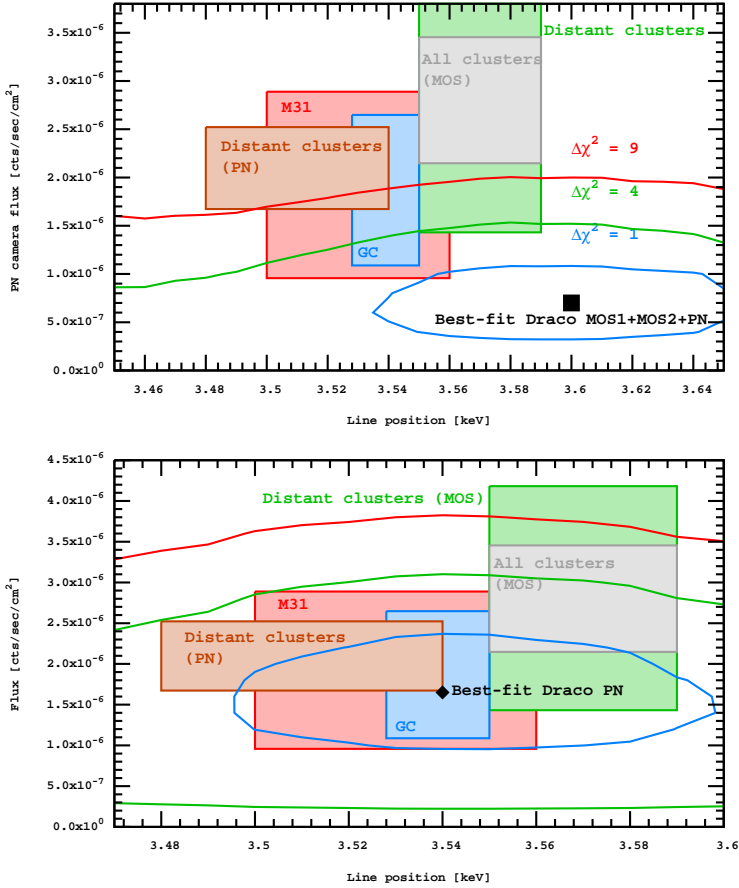 3.5x10⁻⁶
3.0x10⁻⁶
2.5x10⁻⁶
2.0x10⁻⁶
1.5x10⁻⁶
1.0x10⁻⁶
5.0x10⁻⁷
0.0x10⁰
PN camera flux [cts/sec/cm²]
Distant clusters
All clusters
(MOS)
M31
Distant clusters
(PN)
GC
Δχ² = 9
Δχ² = 4
Δχ² = 1
Best-fit Draco MOS1+MOS2+PN
3.46 3.48 3.5 3.52 3.54 3.56 3.58 3.6 3.62 3.64
Line position [keV]
4.5x10⁻⁶
4.0x10⁻⁶
3.5x10⁻⁶
3.0x10⁻⁶
2.5x10⁻⁶
2.0x10⁻⁶
1.5x10⁻⁶
1.0x10⁻⁶
5.0x10⁻⁷
0.0x10⁰
Flux [cts/sec/cm²]
Distant clusters (MOS)
All clusters
(MOS)
M31
Distant clusters
(PN)
Best-fit Draco PN
GC
3.48 3.5 3.52 3.54 3.56 3.58 3.6
Line position [keV]